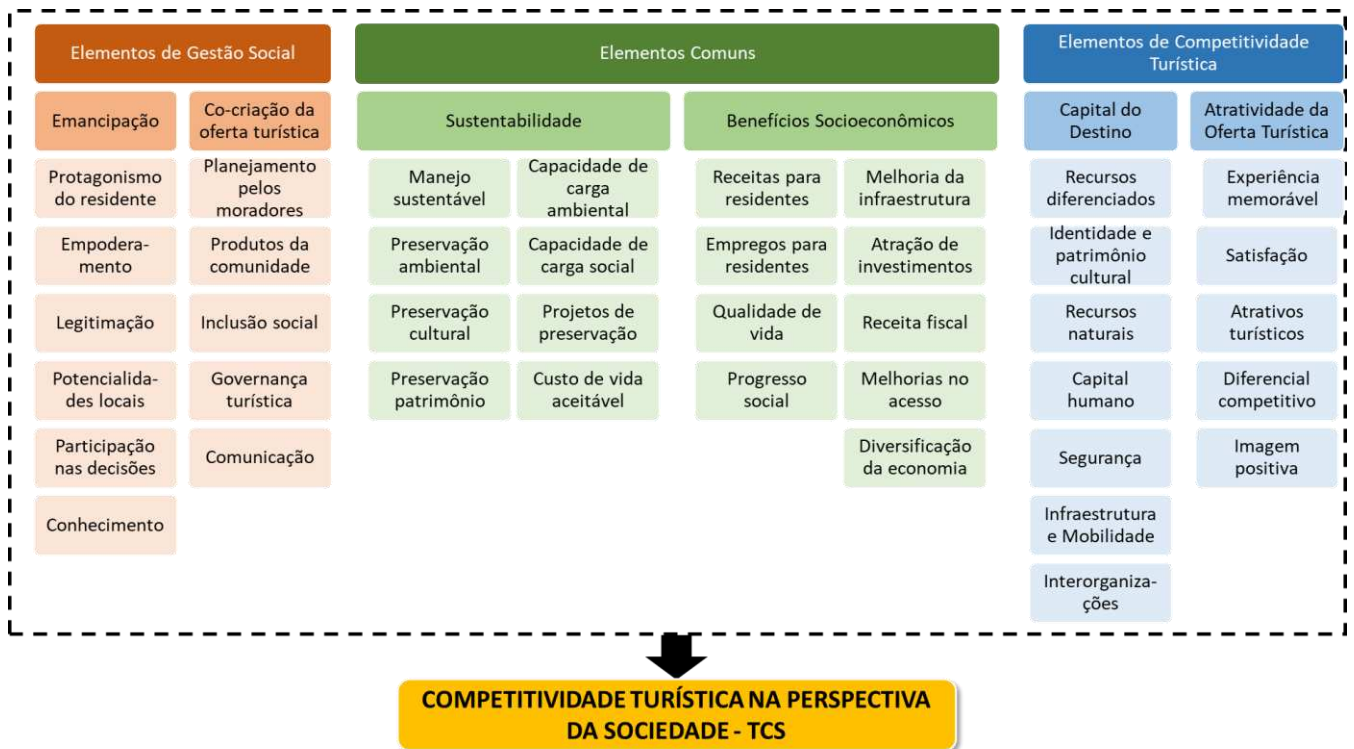 Elementos de Gestão Social
Emancipação
Protagonismo
do residente
Empodera-
mento
Legitimação
Potencialida-
des locais
Participação
nas decisões
Conhecimento
Co-criação da
oferta turística
Planejamento
pelos
moradores
Produtos da
comunidade
Inclusão social
Governança
turística
Comunicação
Elementos Comuns
Sustentabilidade
Manejo
sustentável
Preservação
ambiental
Preservação
cultural
Preservação
patrimônio
Capacidade de
carga
ambiental
Capacidade de
carga social
Projetos de
preservação
Custo de vida
aceitável
Benefícios Socioeconômicos
Receitas para
residentes
Empregos para
residentes
Qualidade de
vida
Progresso
social
Melhoria da
infraestrutura
Atração de
investimentos
Receita fiscal
Melhorias no
acesso
Diversificação
da economia
Elementos de Competitividade
Turística
Capital do
Destino
Recursos
diferenciados
Identidade e
patrimônio
cultural
Recursos
naturais
Capital
humano
Segurança
Infraestrutura
e Mobilidade
Interorganiza-
ções
Atratividade da
Oferta Turística
Experiência
memorável
Satisfação
Atrativos
turísticos
Diferencial
competitivo
Imagem
positiva
COMPETITIVIDADE TURÍSTICA NA PERSPECTIVA
DA SOCIEDADE - TCS